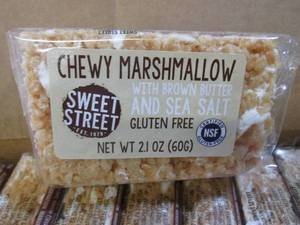 CHEWY MARSHMALLOW
WITH BROWN BUTTER
AND SEA SALT
SWEET
STREET
EST. 1979
GLUTEN FREE
NSF
NET WT 2.1 OZ (60G)